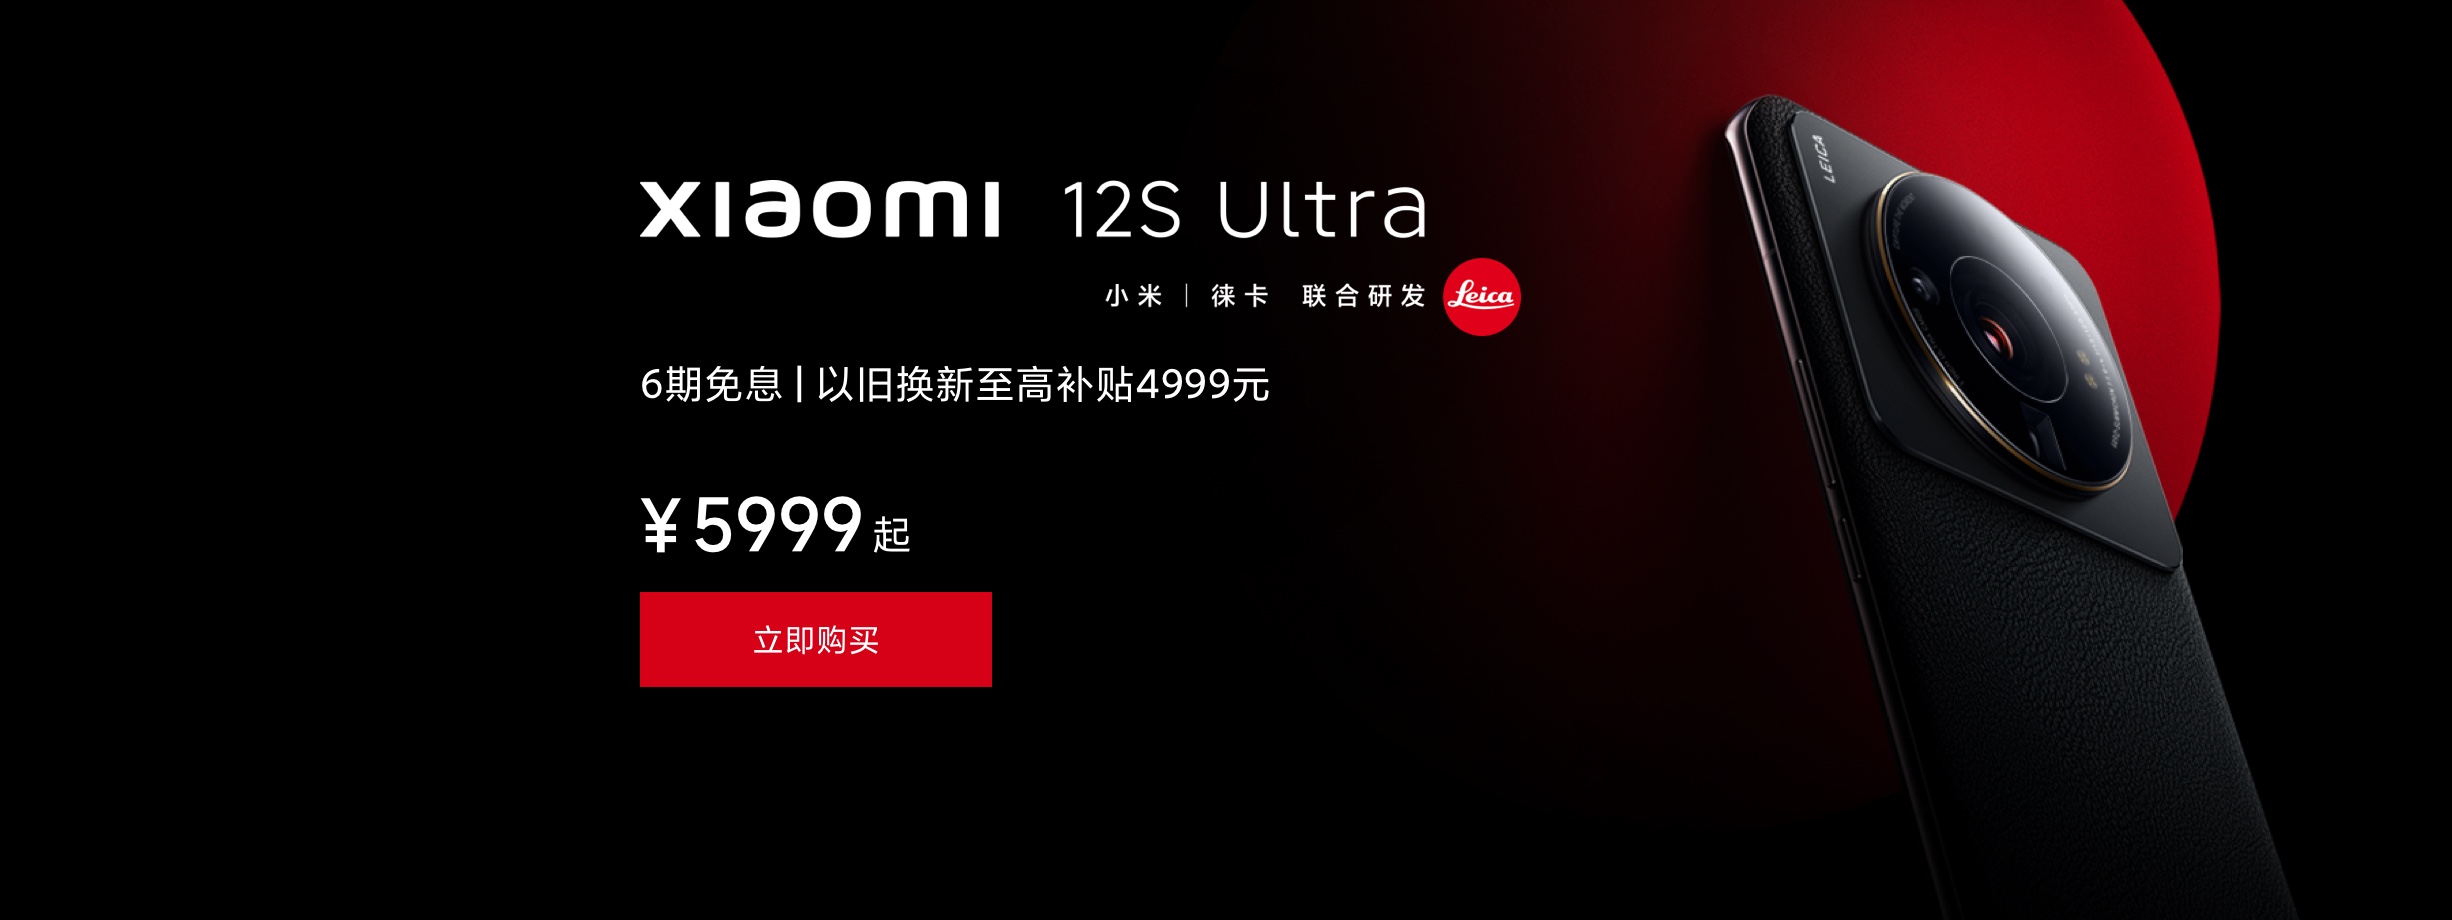 xiaomi 12S Ultra
小米 | 徕卡 联合研发 Leica
6期免息 | 以旧换新至高补贴4999元
¥5999起
立即购买
LEICA